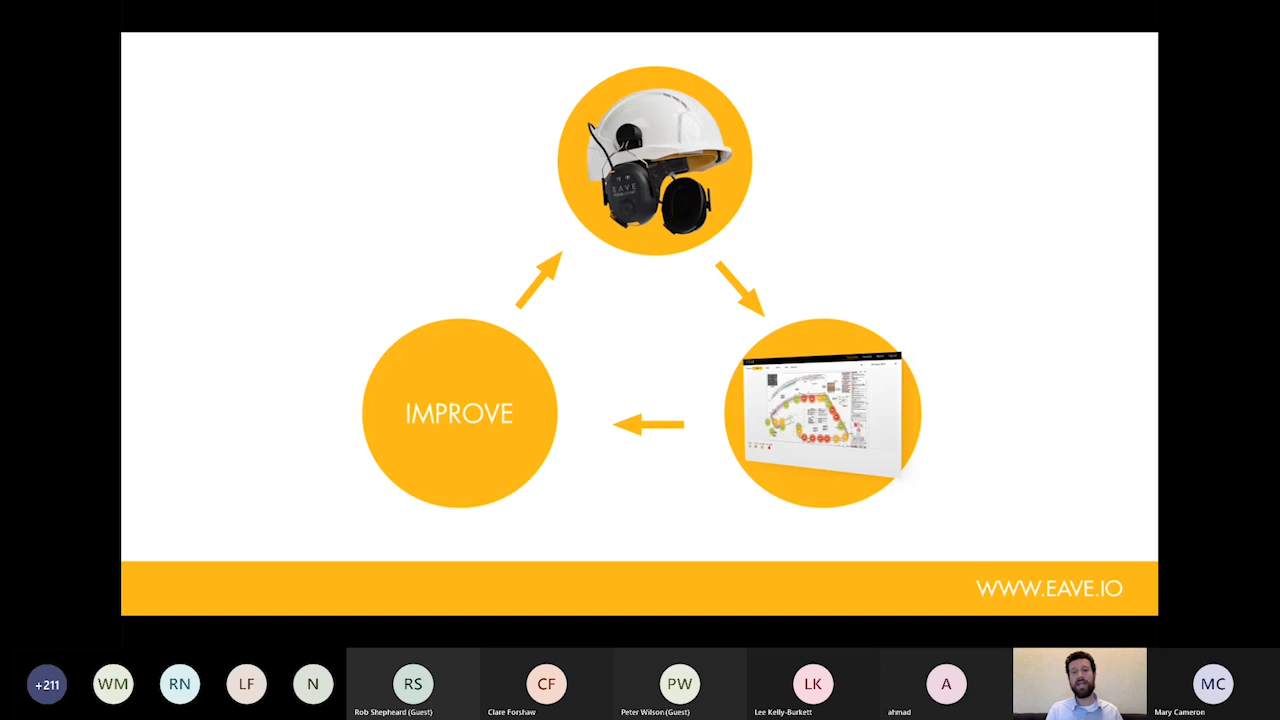 EAVE
IMPROVE
WWW.EAVE.IO
+211
WM
RN
LF
N
RS
Rob Shepheard (Guest)
CF
Clare Forshaw
PW
Peter Wilson (Guest)
LK
Lee Kelly-Burkett
A
ahmad
MC
Mary Cameron